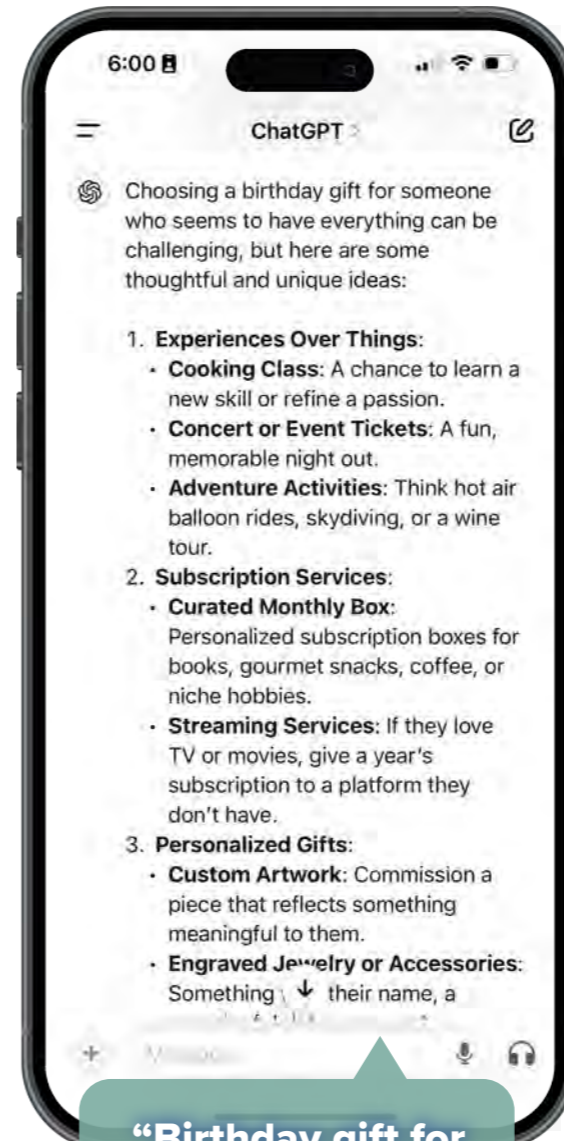 6:00
ChatGPT
Choosing a birthday gift for someone
who seems to have everything can be
challenging, but here are some
thoughtful and unique ideas:
1. Experiences Over Things:
• Cooking Class: A chance to learn a
new skill or refine a passion.
• Concert or Event Tickets: A fun,
memorable night out.
• Adventure Activities: Think hot air
balloon rides, skydiving, or a wine
tour.
2. Subscription Services:
• Curated Monthly Box:
Personalized subscription boxes for
books, gourmet snacks, coffee, or
niche hobbies.
• Streaming Services: If they love
TV or movies, give a year's
subscription to a platform they
don't have.
3. Personalized Gifts:
• Custom Artwork: Commission a
piece that reflects something
meaningful to them.
• Engraved Jewelry or Accessories:
Something their name, a
“Birthday gift for